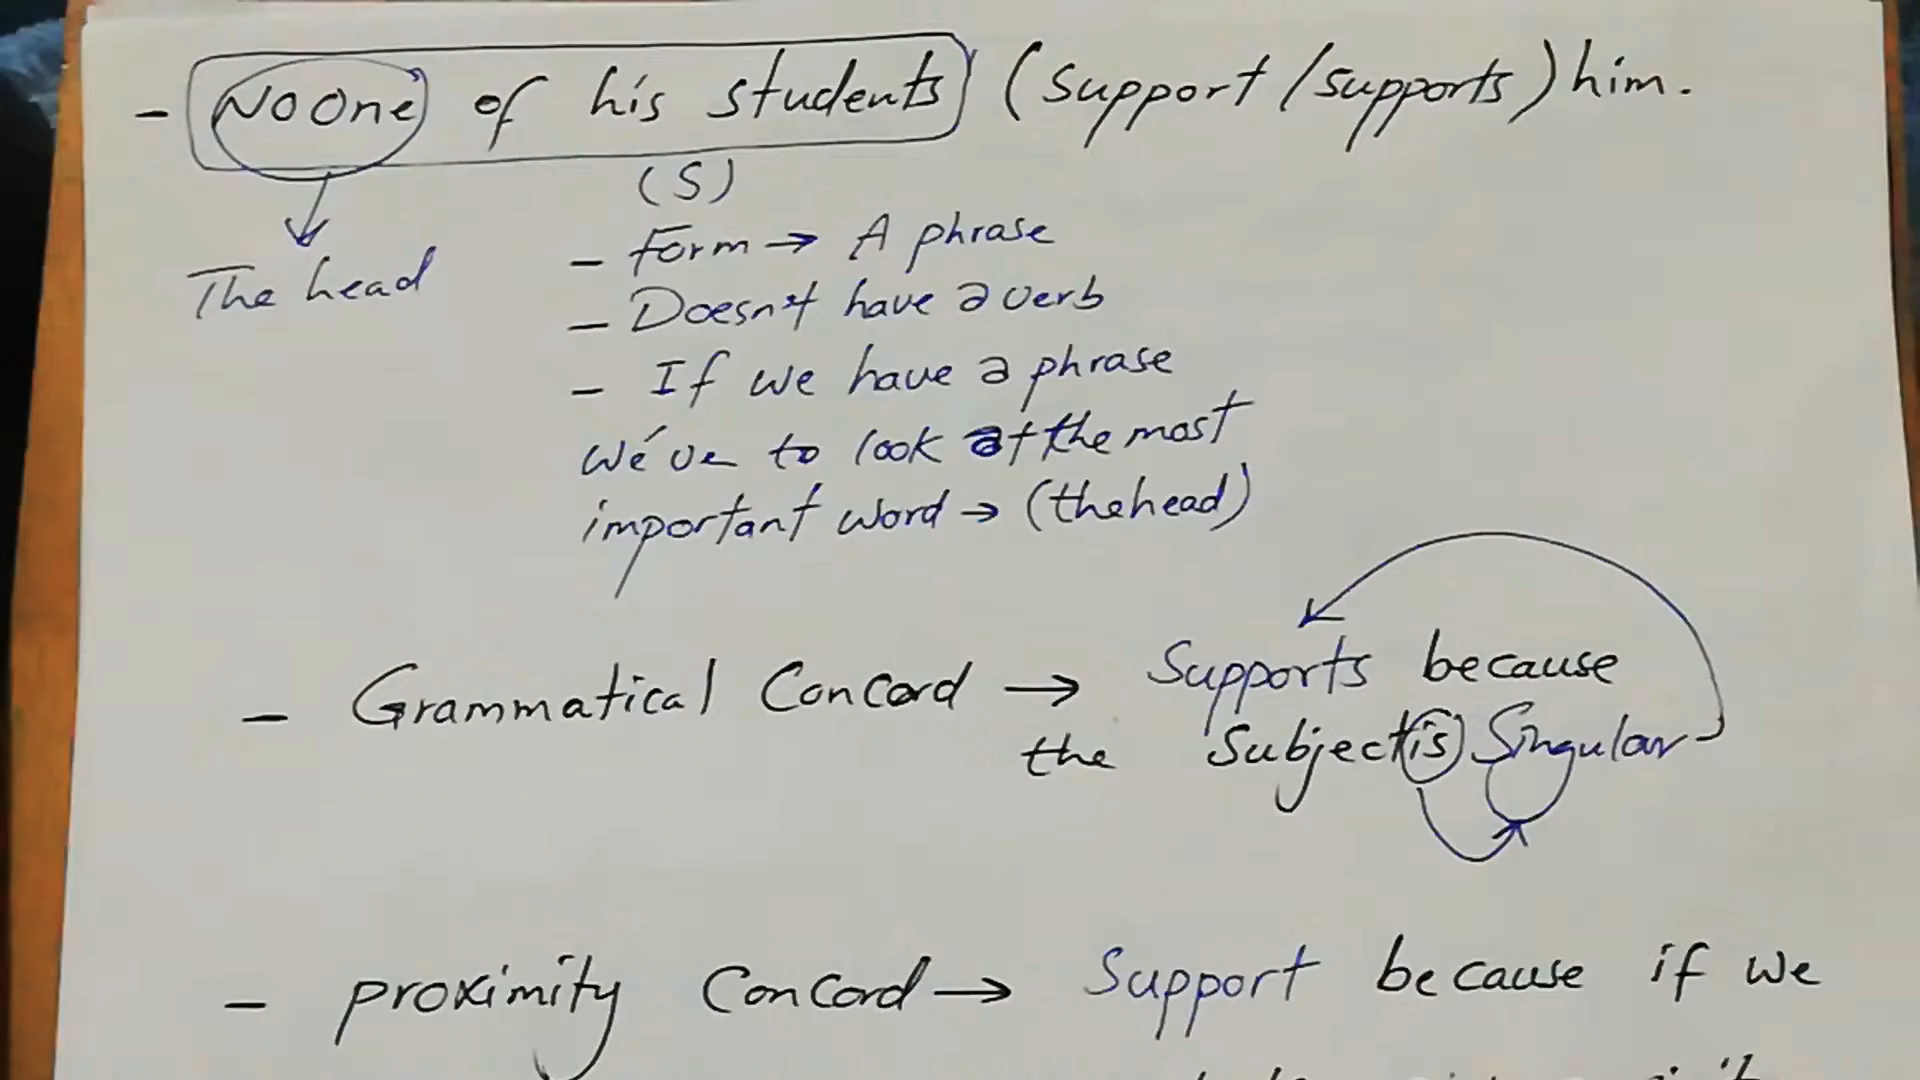 - No One of his students (support/supports) him.
(S)
The head
- Form → A phrase
- Doesn't have a verb
- If we have a phrase
we've to look at the most
important word → (the head)
- Grammatical Concord → Supports because
the subject is Singular
- proximity Concord → Support because if we